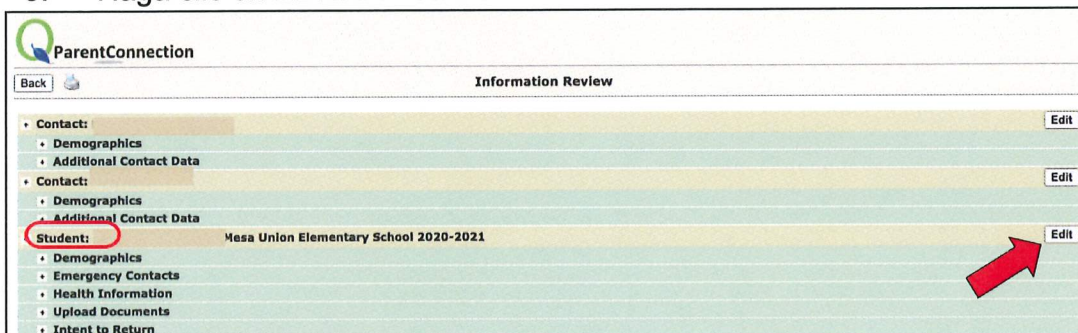 ParentConnection
Back Information Review
Contact: Edit
Demographics
Additional Contact Data
Contact: Edit
Demographics
Additional Contact Data
Student: Mesa Union Elementary School 2020-2021 Edit
Demographics
Emergency Contacts
Health Information
Upload Documents
Intent to Return